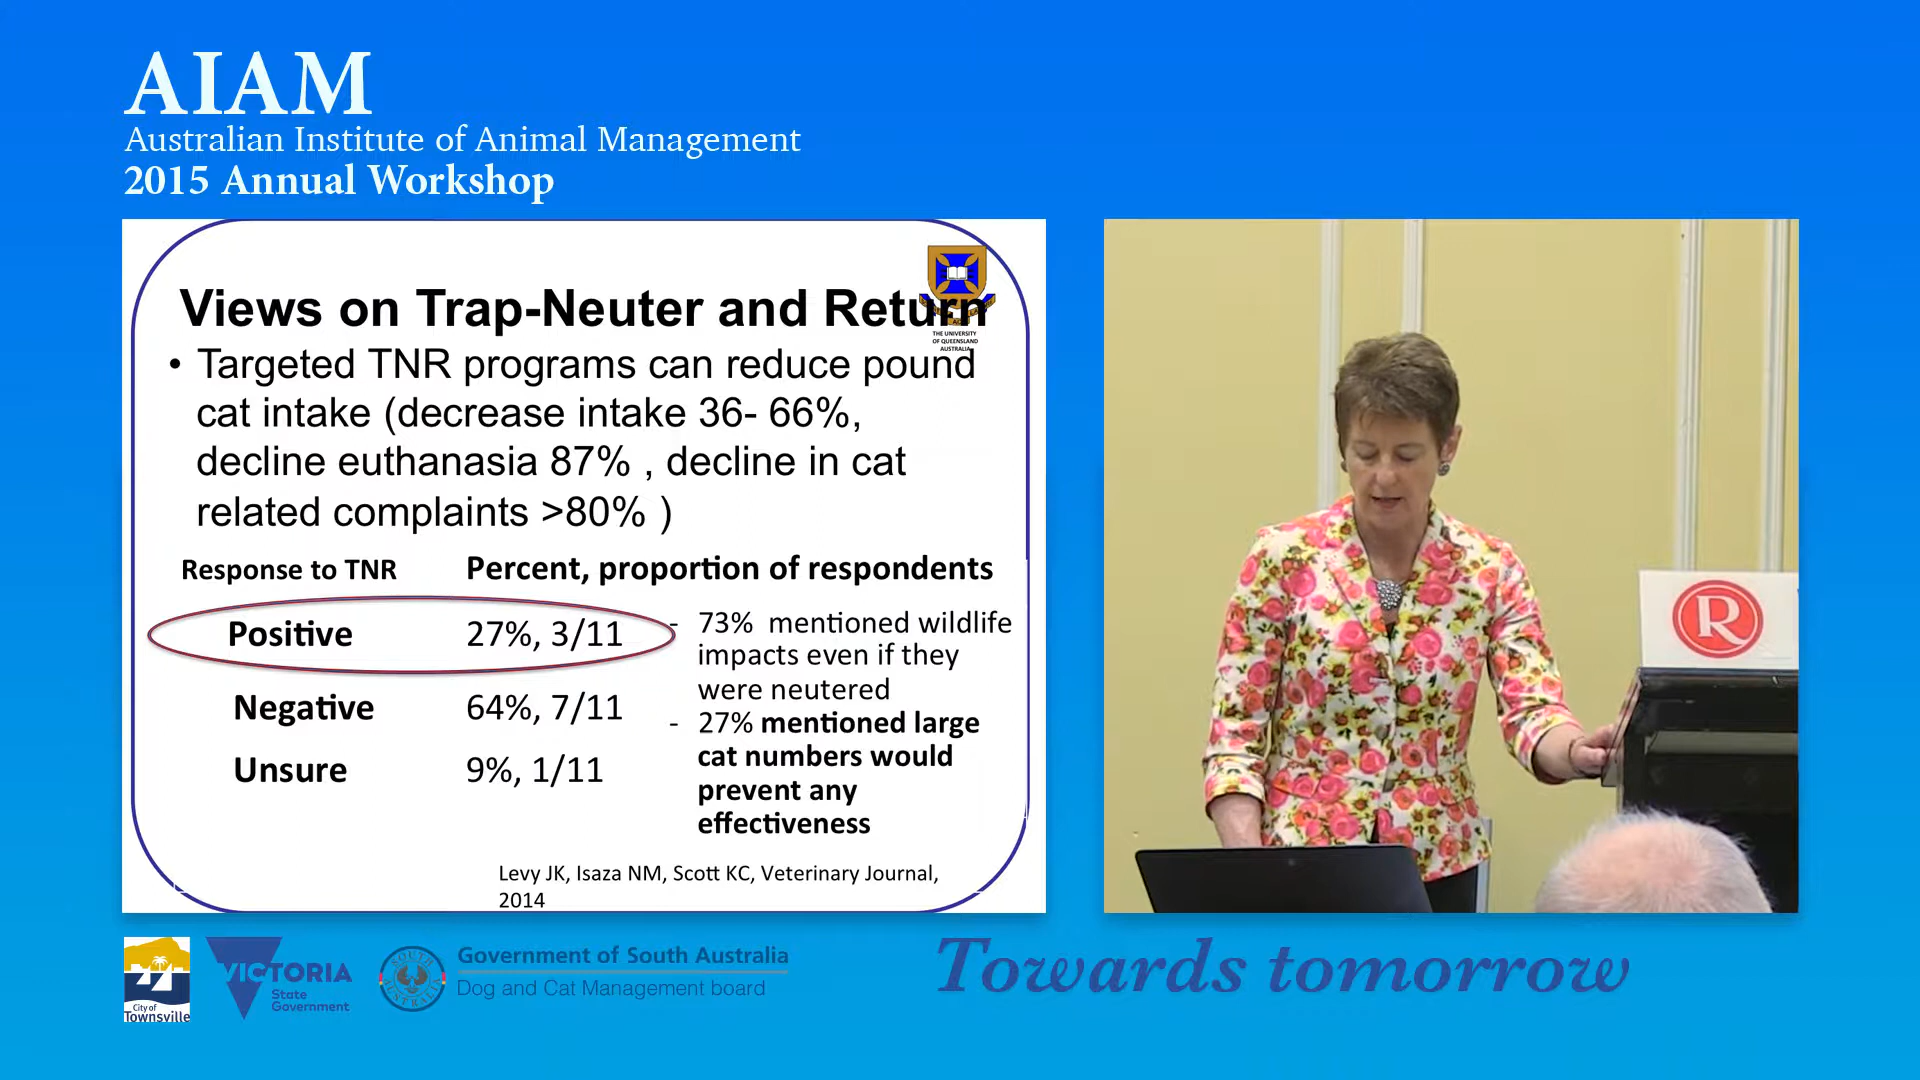 AIAM
Australian Institute of Animal Management
2015 Annual Workshop
Views on Trap-Neuter and Return
THE UNIVERSITY
OF QUEENSLAND
AUSTRALIA
• Targeted TNR programs can reduce pound
cat intake (decrease intake 36- 66%,
decline euthanasia 87% , decline in cat
related complaints >80% )
Response to TNR Percent, proportion of respondents
Positive 27%, 3/11
Negative 64%, 7/11
Unsure 9%, 1/11
- 73% mentioned wildlife
impacts even if they
were neutered
- 27% mentioned large
cat numbers would
prevent any
effectiveness
Levy JK, Isaza NM, Scott KC, Veterinary Journal,
2014
R
City of
Townsville
VICTORIA
State
Government
SOUTH AUSTRALIA
Government of South Australia
Dog and Cat Management board
Towards tomorrow